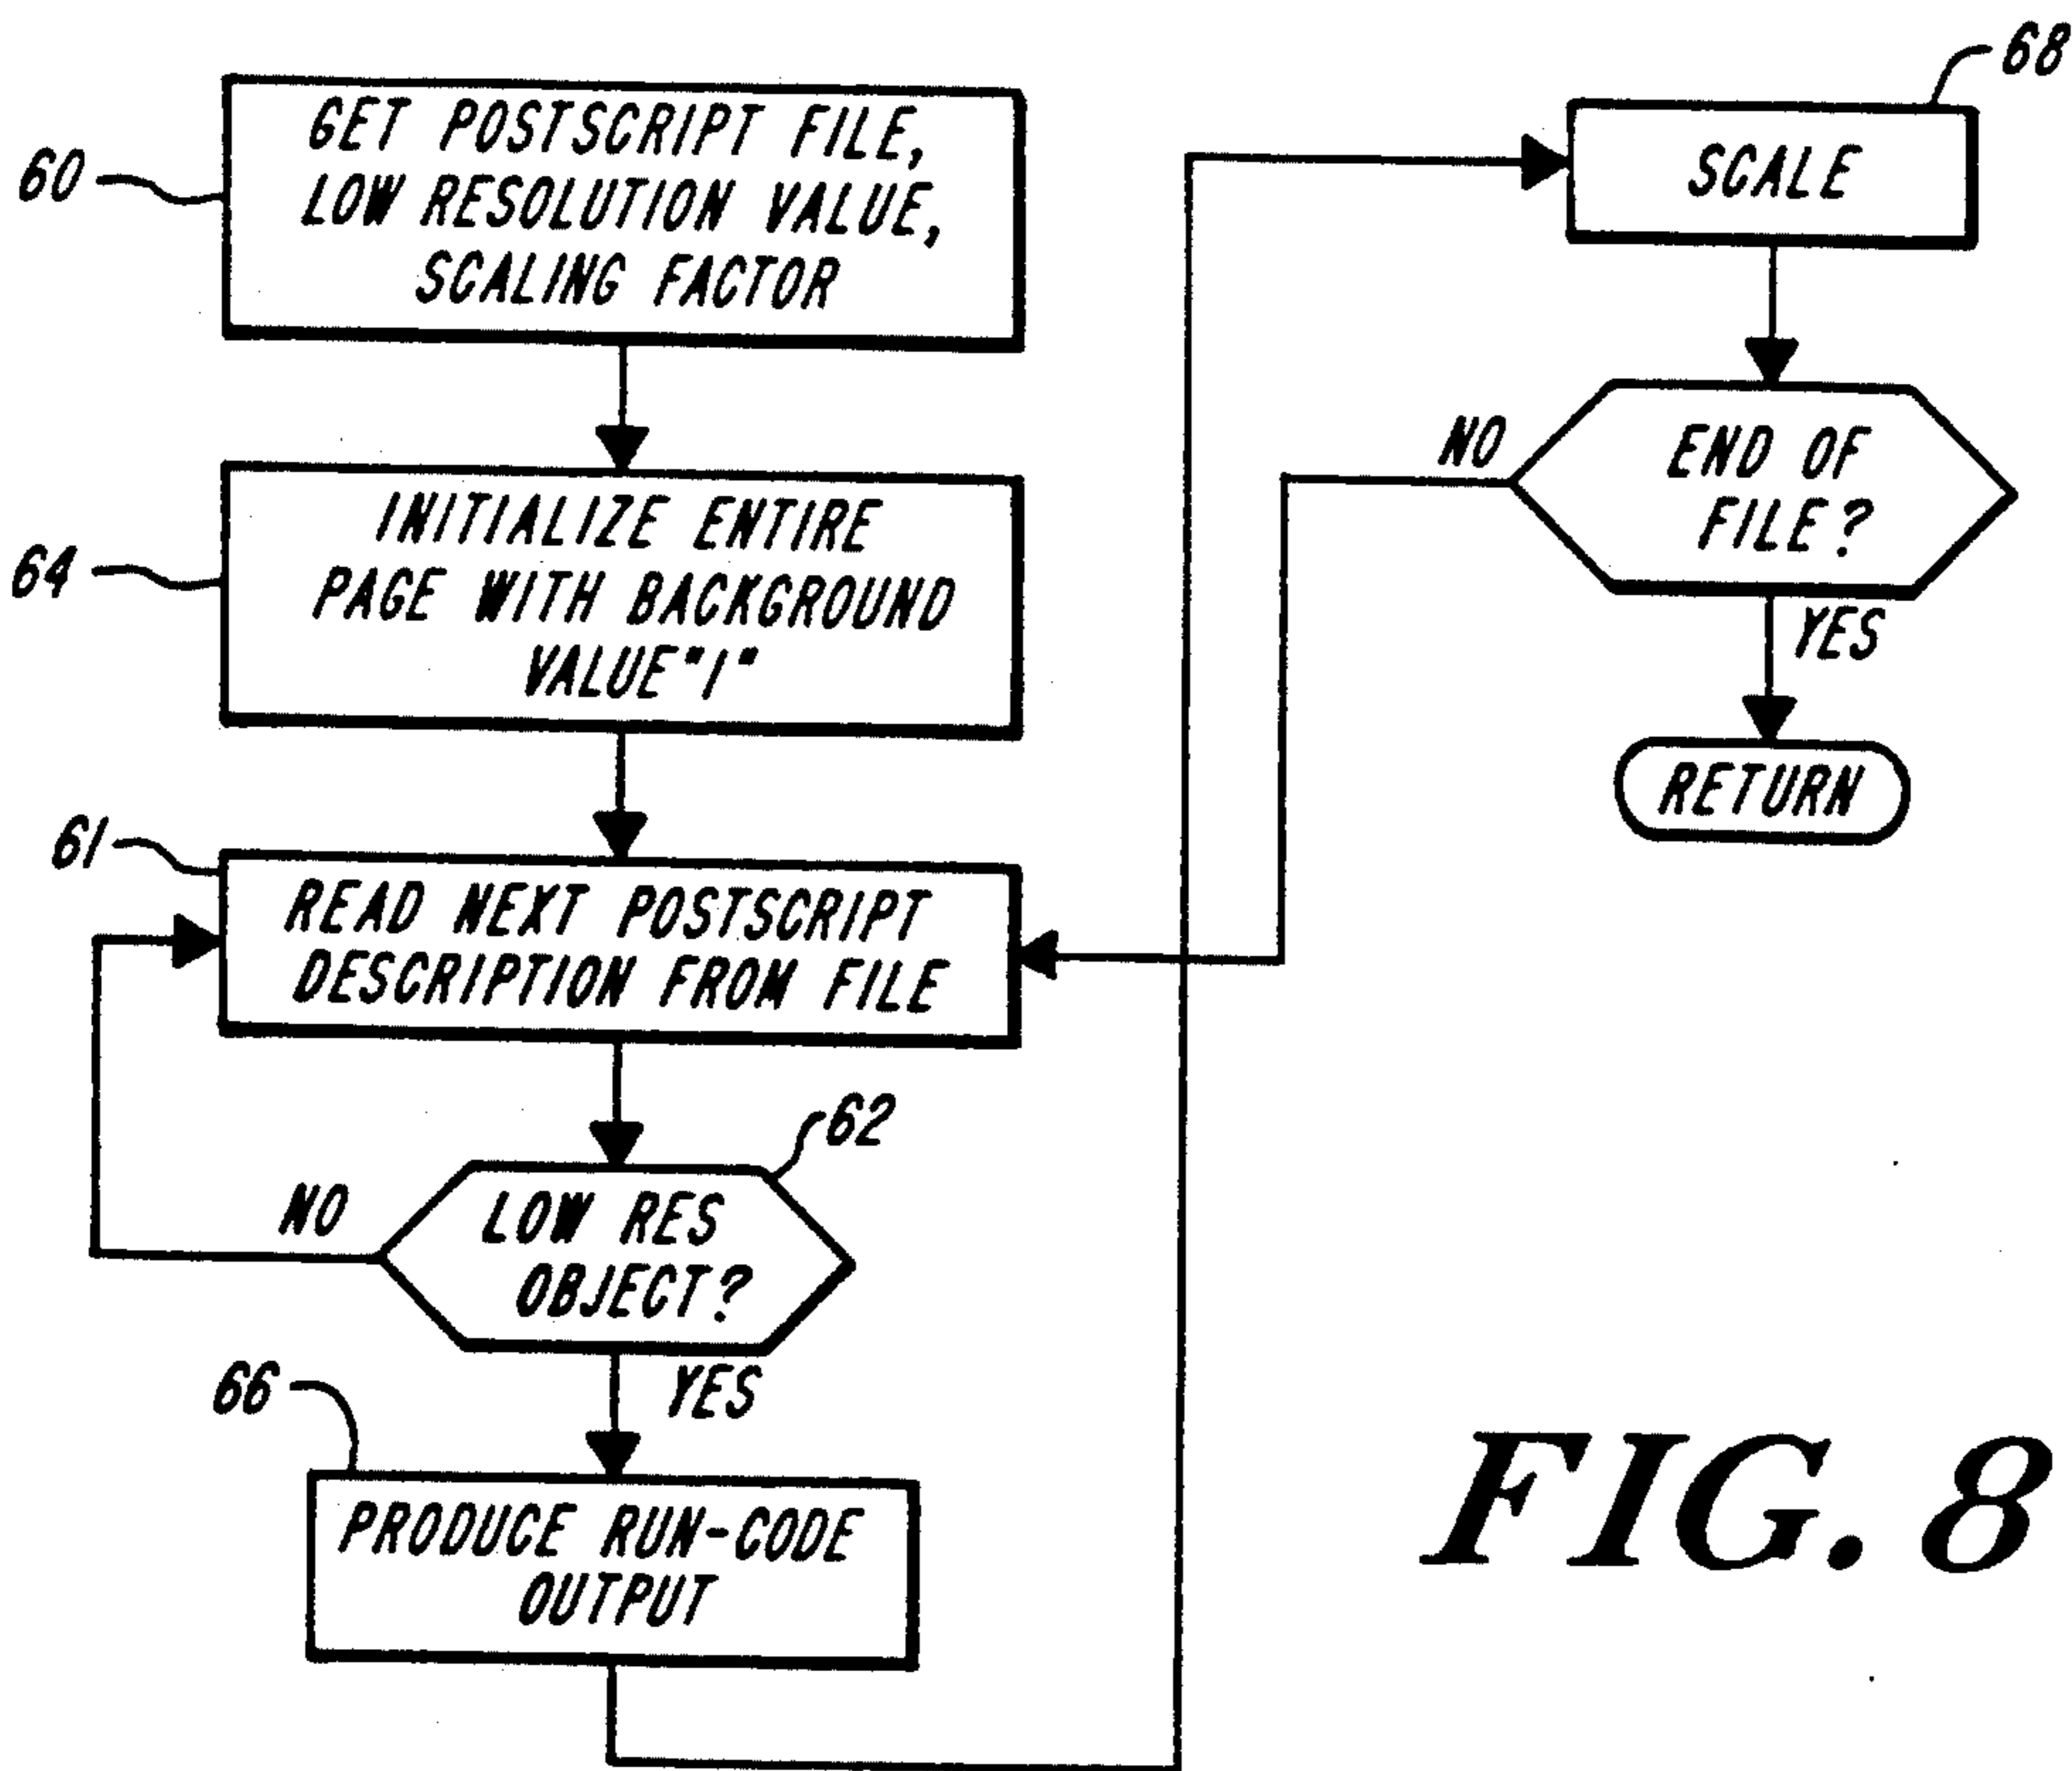 60
GET POSTSCRIPT FILE,
LOW RESOLUTION VALUE,
SCALING FACTOR
64
INITIALIZE ENTIRE
PAGE WITH BACKGROUND
VALUE "1"
61
READ NEXT POSTSCRIPT
DESCRIPTION FROM FILE
62
LOW RES
OBJECT?
NO
YES
66
PRODUCE RUN-CODE
OUTPUT
68
SCALE
END OF
FILE?
NO
YES
RETURN
FIG. 8